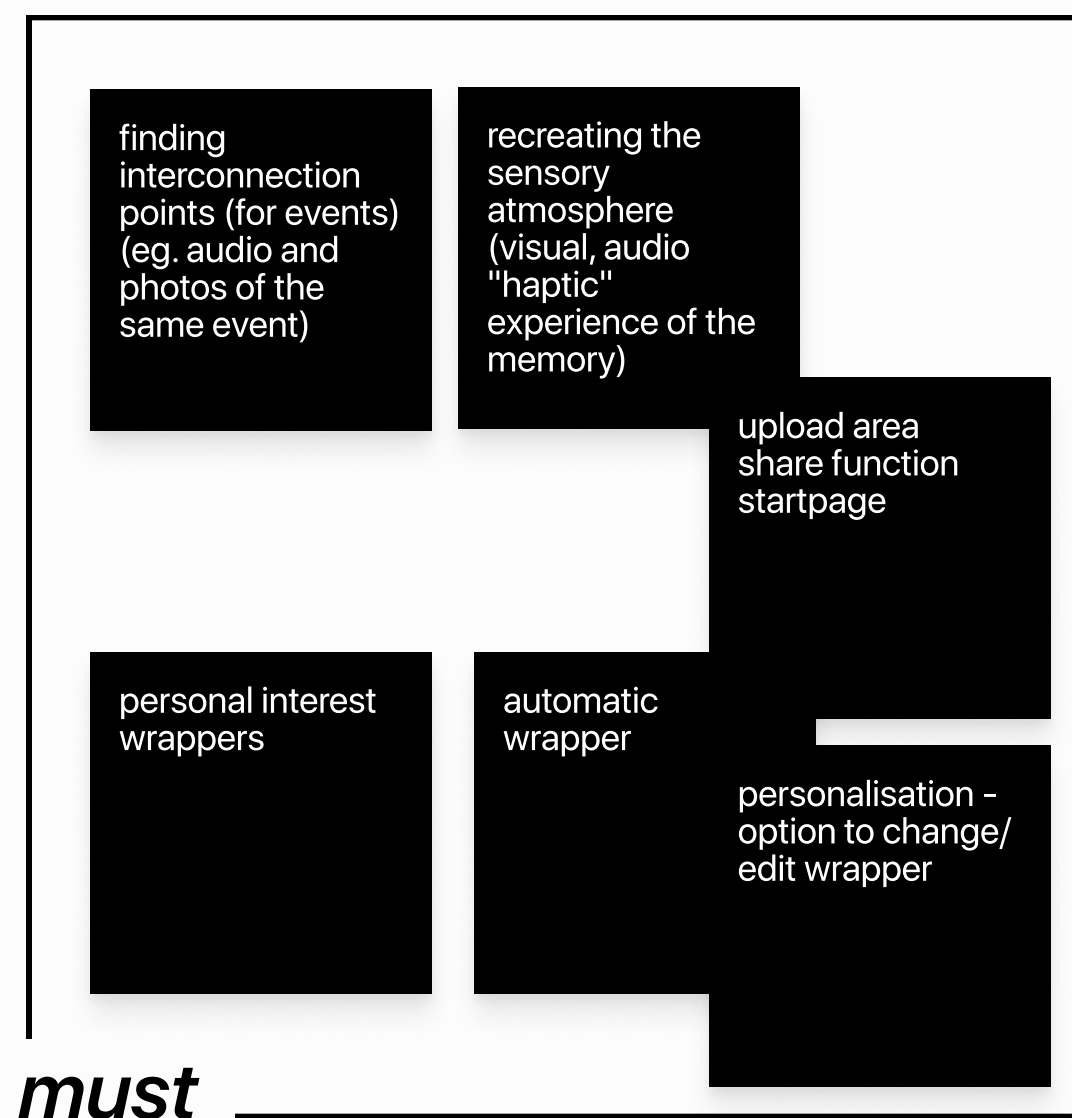 finding
interconnection
points (for events)
(eg. audio and
photos of the
same event)
recreating the
sensory
atmosphere
(visual, audio
"haptic"
experience of the
memory)
upload area
share function
startpage
personal interest
wrappers
automatic
wrapper
personalisation -
option to change/
edit wrapper
must